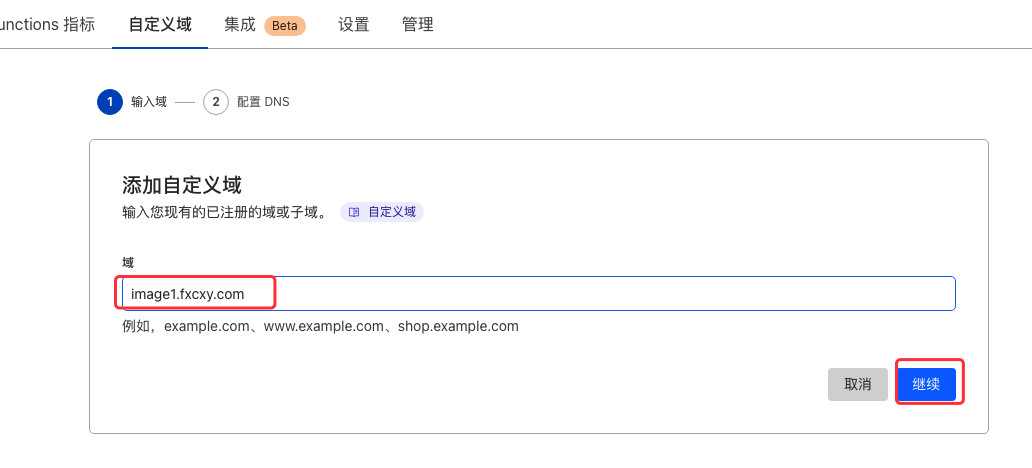 unctions 指标 自定义域 集成 Beta 设置 管理
1 输入域 2 配置 DNS
添加自定义域
输入您现有的已注册的域或子域。 自定义域
域
image1.fxcxy.com
例如，example.com、www.example.com、shop.example.com
取消 继续